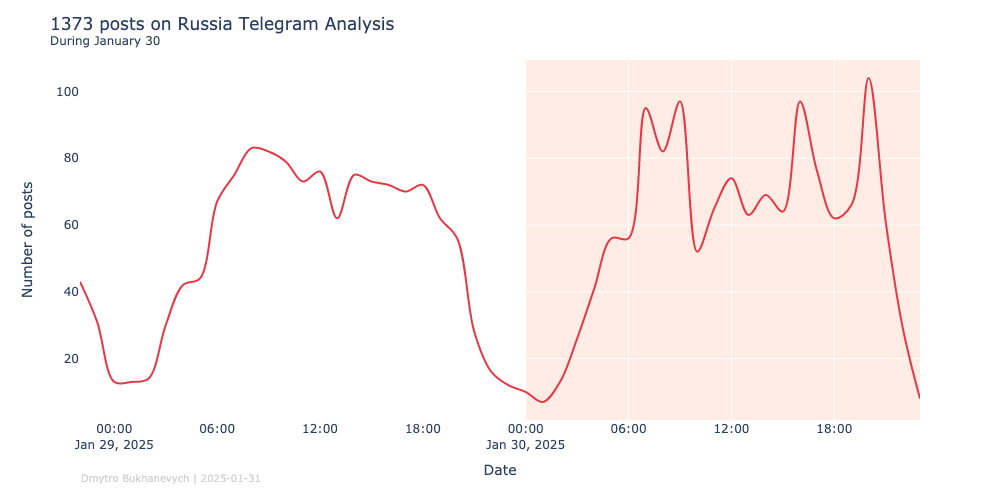 1373 posts on Russia Telegram Analysis
During January 30
Number of posts
100
80
60
40
20
00:00 06:00 12:00 18:00 00:00 06:00 12:00 18:00
Jan 29, 2025 Jan 30, 2025
Date
Dmytro Bukhanevych | 2025-01-31